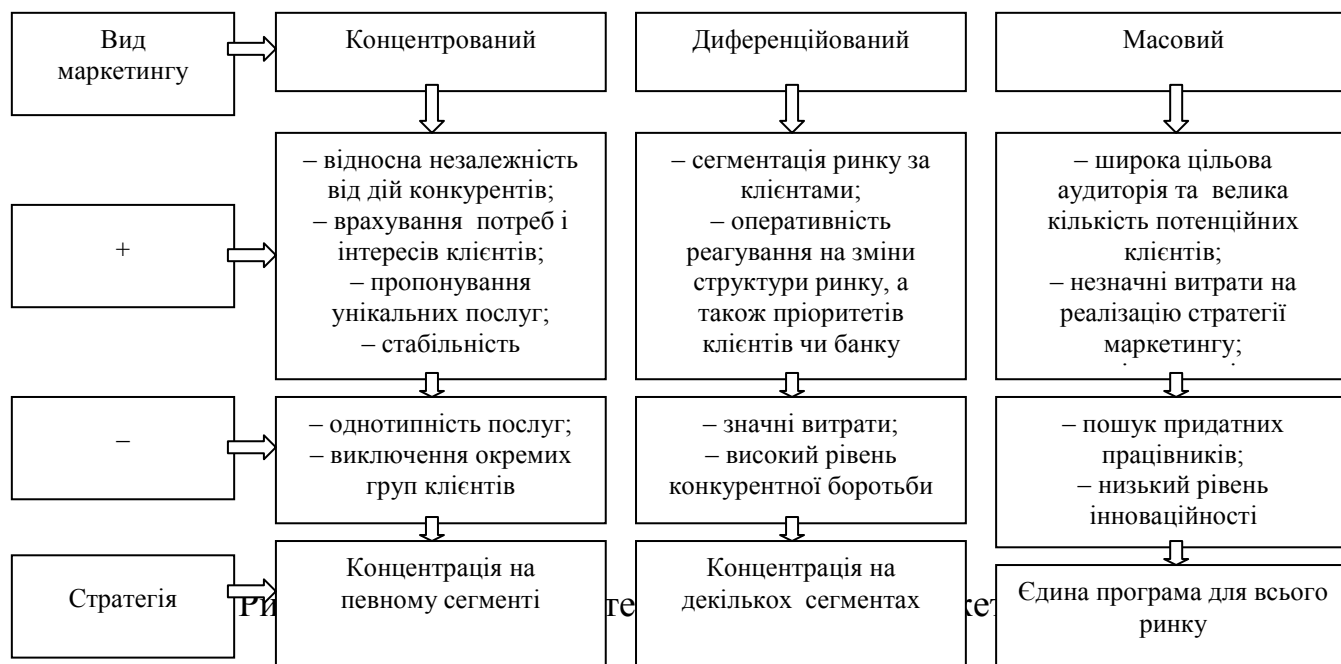 Вид
маркетингу
Концентрований
Диференційований
Масовий
+
– відносна незалежність
від дій конкурентів;
– врахування потреб і
інтересів клієнтів;
– пропонування
унікальних послуг;
– стабільність
– сегментація ринку за
клієнтами;
– оперативність
реагування на зміни
структури ринку, а
також пріоритетів
клієнтів чи банку
– широка цільова
аудиторія та велика
кількість потенційних
клієнтів;
– незначні витрати на
реалізацію стратегії
маркетингу;
–
– однотипність послуг;
– виключення окремих
груп клієнтів
– значні витрати;
– високий рівень
конкурентної боротьби
– пошук придатних
працівників;
– низький рівень
інноваційності
Стратегія
Концентрація на
певному сегменті
Концентрація на
декількох сегментах
Єдина програма для всього
ринку